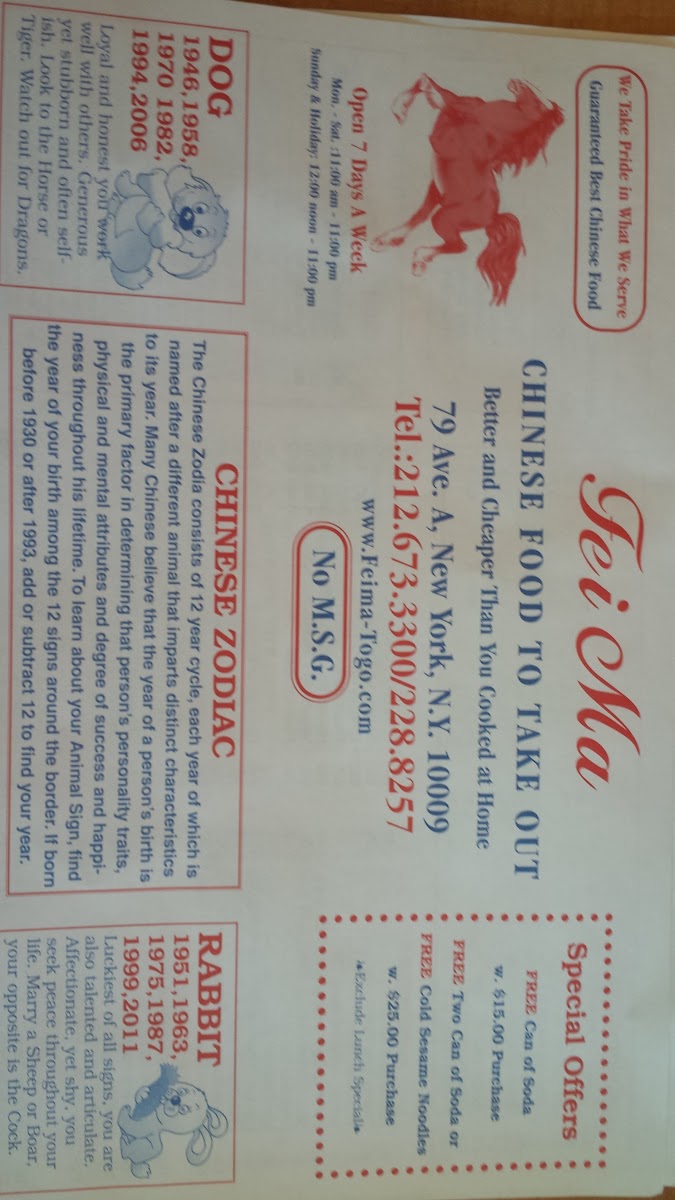 We Take Pride in What We Serve
Guaranteed Best Chinese Food
Open 7 Days A Week
Mon. - Sat. :11:00 am - 11:00 pm
Sunday & Holiday: 12:00 noon - 11:00 pm
Fei Ma
CHINESE FOOD TO TAKE OUT
Better and Cheaper Than You Cooked at Home
79 Ave. A, New York, N.Y. 10009
Tel.:212.673.3300/228.8257
www.Feima-Togo.com
No M.S.G.
Special Offers
FREE Can of Soda
w. $15.00 Purchase
FREE Two Can of Soda or
FREE Cold Sesame Noodles
w. $25.00 Purchase
*Exclude Lunch Special*
DOG
1946,1958,
1970 1982,
1994,2006
Loyal and honest you work
well with others. Generous
yet stubborn and often self-
ish. Look to the Horse or
Tiger. Watch out for Dragons.
CHINESE ZODIAC
The Chinese Zodia consists of 12 year cycle, each year of which is
named after a different animal that imparts distinct characteristics
to its year. Many Chinese believe that the year of a person's birth is
the primary factor in determining that person's personality traits,
physical and mental attributes and degree of success and happi-
ness throughout his lifetime. To learn about your Animal Sign, find
the year of your birth among the 12 signs around the border. If born
before 1930 or after 1993, add or subtract 12 to find your year.
RABBIT
1951,1963,
1975,1987,
1999,2011
Luckiest of all signs, you are
also talented and articulate.
Affectionate, yet shy, you
seek peace throughout your
life. Marry a Sheep or Boar,
your opposite is the Cock.